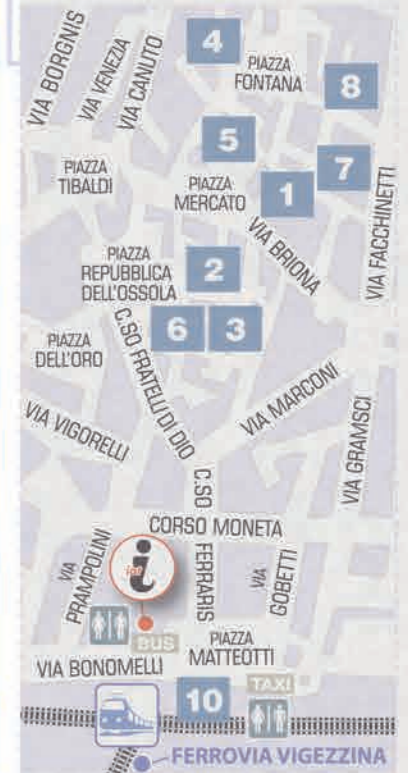 VIA BORGNIS
VIA VENEZIA
VIA CANUTO
4
PIAZZA
FONTANA
8
5
7
PIAZZA
TIBALDI
PIAZZA
MERCATO
1
VIA BRIONA
VIA FACCHINETTI
PIAZZA
REPUBBLICA
DELL'OSSOLA
2
6
3
C.SO FRATELLI DI DIO
PIAZZA
DELL'ORO
VIA MARCONI
VIA VIGORELLI
VIA GRAMSCI
C.SO
FERRARIS
CORSO MONETA
VIA
PRAMPOLINI
i
iat
VIA
GOBETTI
BUS
PIAZZA
MATTEOTTI
VIA BONOMELLI
10
TAXI
FERROVIA VIGEZZINA